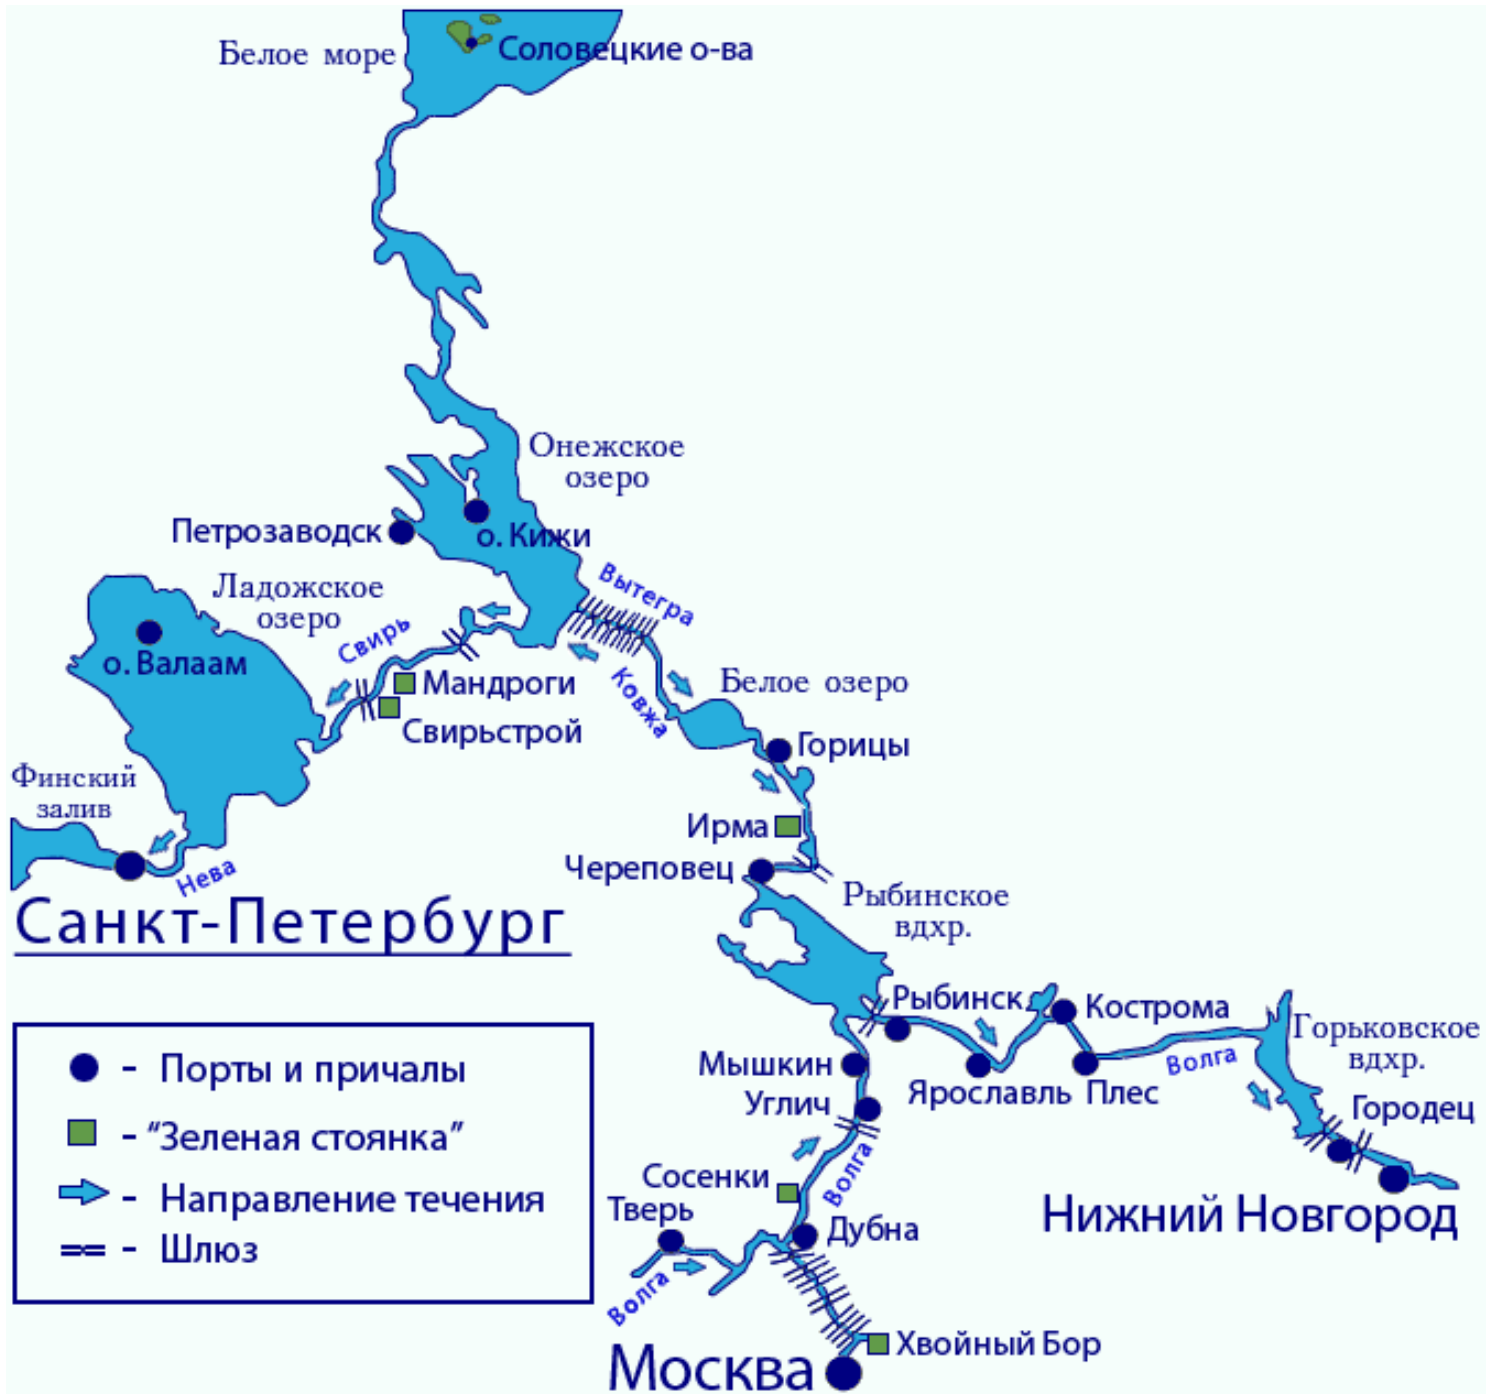 Белое море
Соловецкие о-ва
Онежское
озеро
Петрозаводск
о. Кижи
Вытегра
Ладожское
озеро
Свирь
о. Валаам
Мандроги
Свирьстрой
Ковжа
Белое озеро
Горицы
Финский
залив
Ирма
Череповец
Нева
Рыбинское
вдхр.
Санкт-Петербург
Рыбинск
Кострома
Горьковское
вдхр.
Волга
Мышкин
Ярославль
Плес
Углич
Городец
- Порты и причалы
- "Зеленая стоянка"
- Направление течения
- Шлюз
Сосенки
Волга
Тверь
Дубна
Нижний Новгород
Волга
Хвойный Бор
Москва